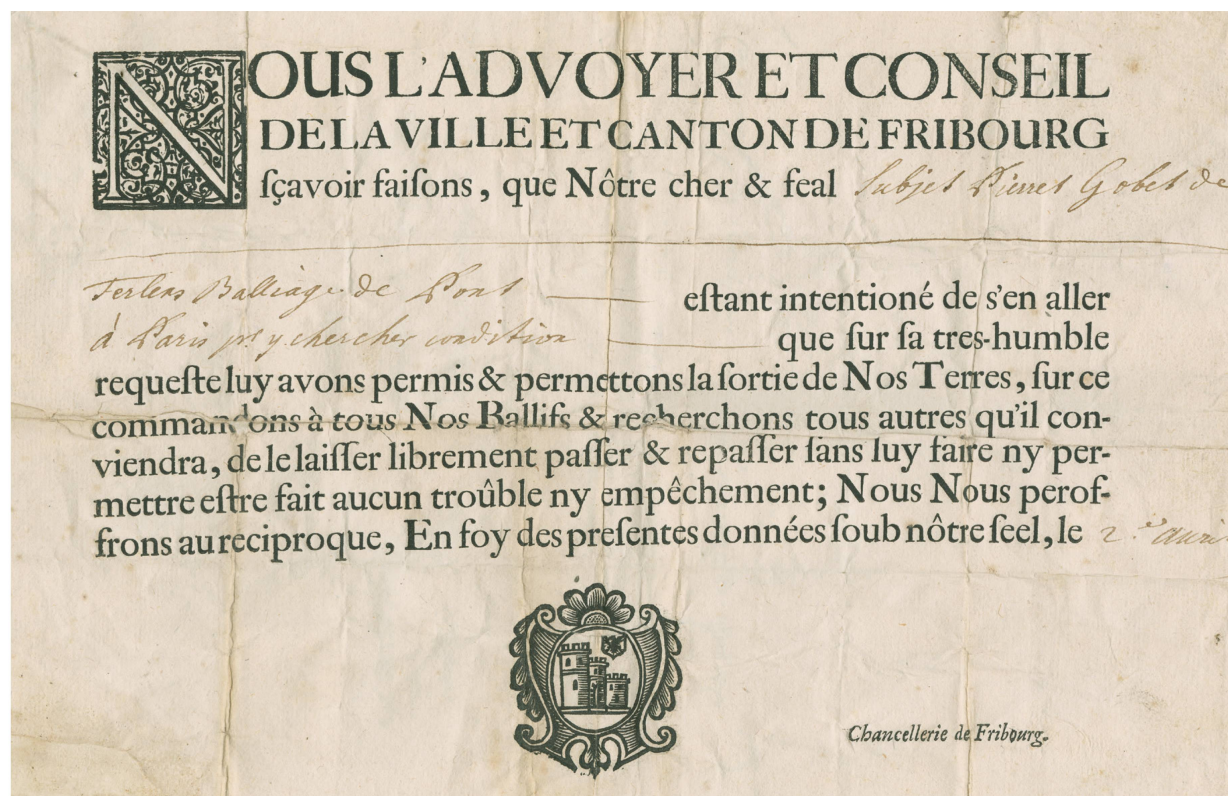 NOUS L'ADVOYER ET CONSEIL
DE LA VILLE ET CANTON DE FRIBOURG
ſçavoir faiſons, que Nôtre cher & feal Subjet Pierret Gobet de
Ferlens Balliage de Pont eſtant intentioné de s'en aller
à Paris pr y chercher condition que ſur ſa tres-humble
requeſte luy avons permis & permettons la ſortie de Nos Terres, ſur ce
commandons à tous Nos Ballifs & recherchons tous autres qu'il con-
viendra, de le laiſſer librement paſſer & repaſſer ſans luy faire ny per-
mettre eſtre fait aucun troûble ny empêchement; Nous Nous perof-
frons au reciproque, En foy des preſentes données ſoub nôtre ſeel, le 2.e
Chancellerie de Fribourg.